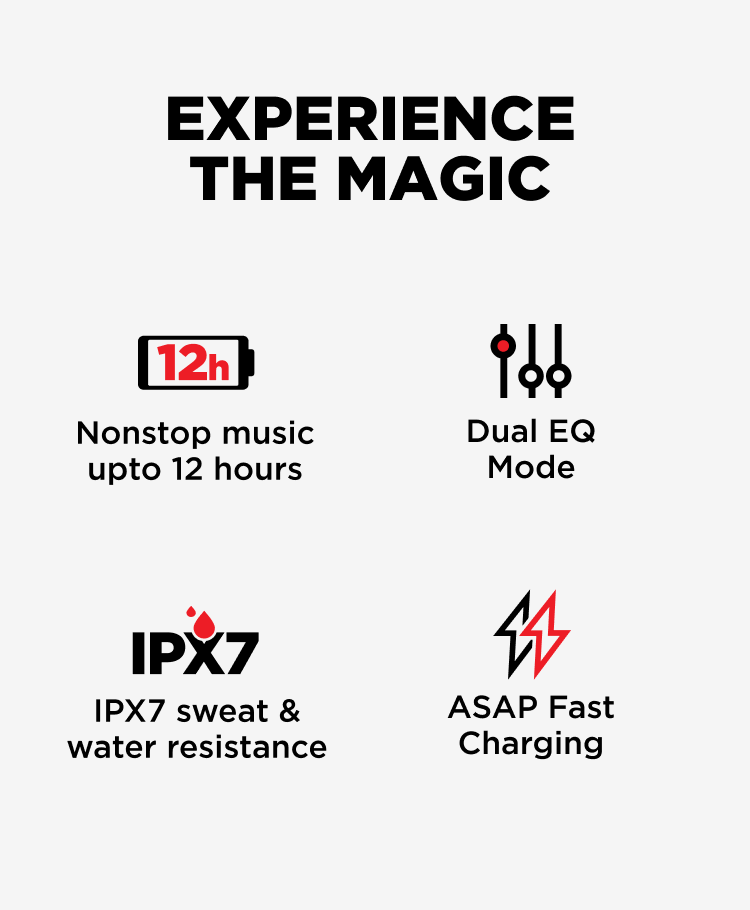 EXPERIENCE
THE MAGIC
12h
Nonstop music
upto 12 hours
Dual EQ
Mode
IPX7
IPX7 sweat &
water resistance
ASAP Fast
Charging